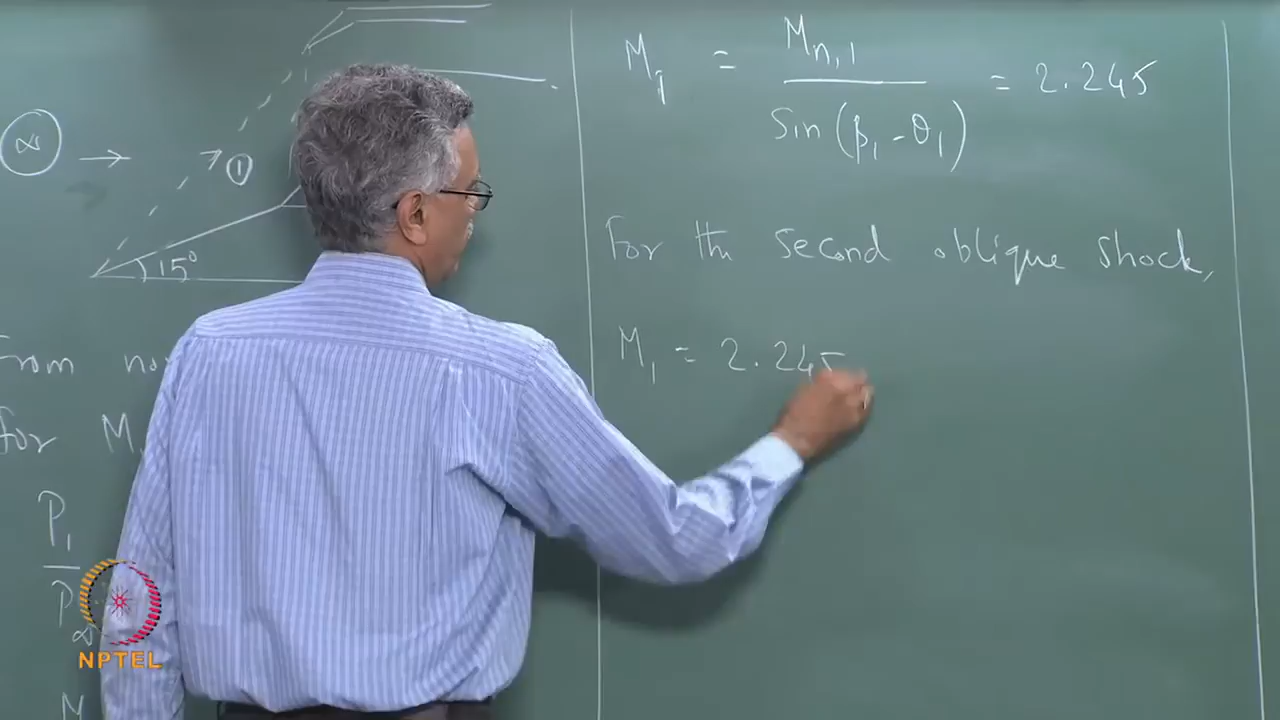 ∞
1
15°
From
for M
P₁
P∞
M
M₁ = Mn,1 / Sin (β₁ - θ₁) = 2.245
For the second oblique shock,
M₁ = 2.245
NPTEL